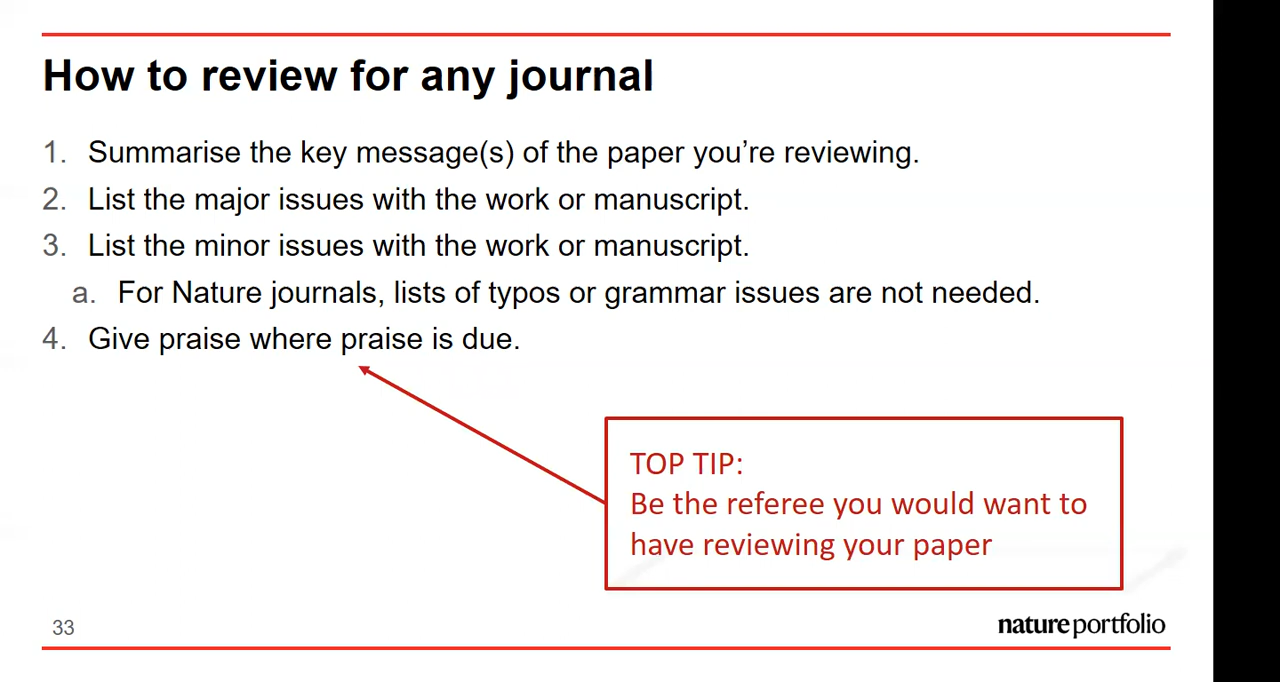 How to review for any journal
1. Summarise the key message(s) of the paper you’re reviewing.
2. List the major issues with the work or manuscript.
3. List the minor issues with the work or manuscript.
a. For Nature journals, lists of typos or grammar issues are not needed.
4. Give praise where praise is due.
TOP TIP:
Be the referee you would want to
have reviewing your paper
33
nature portfolio